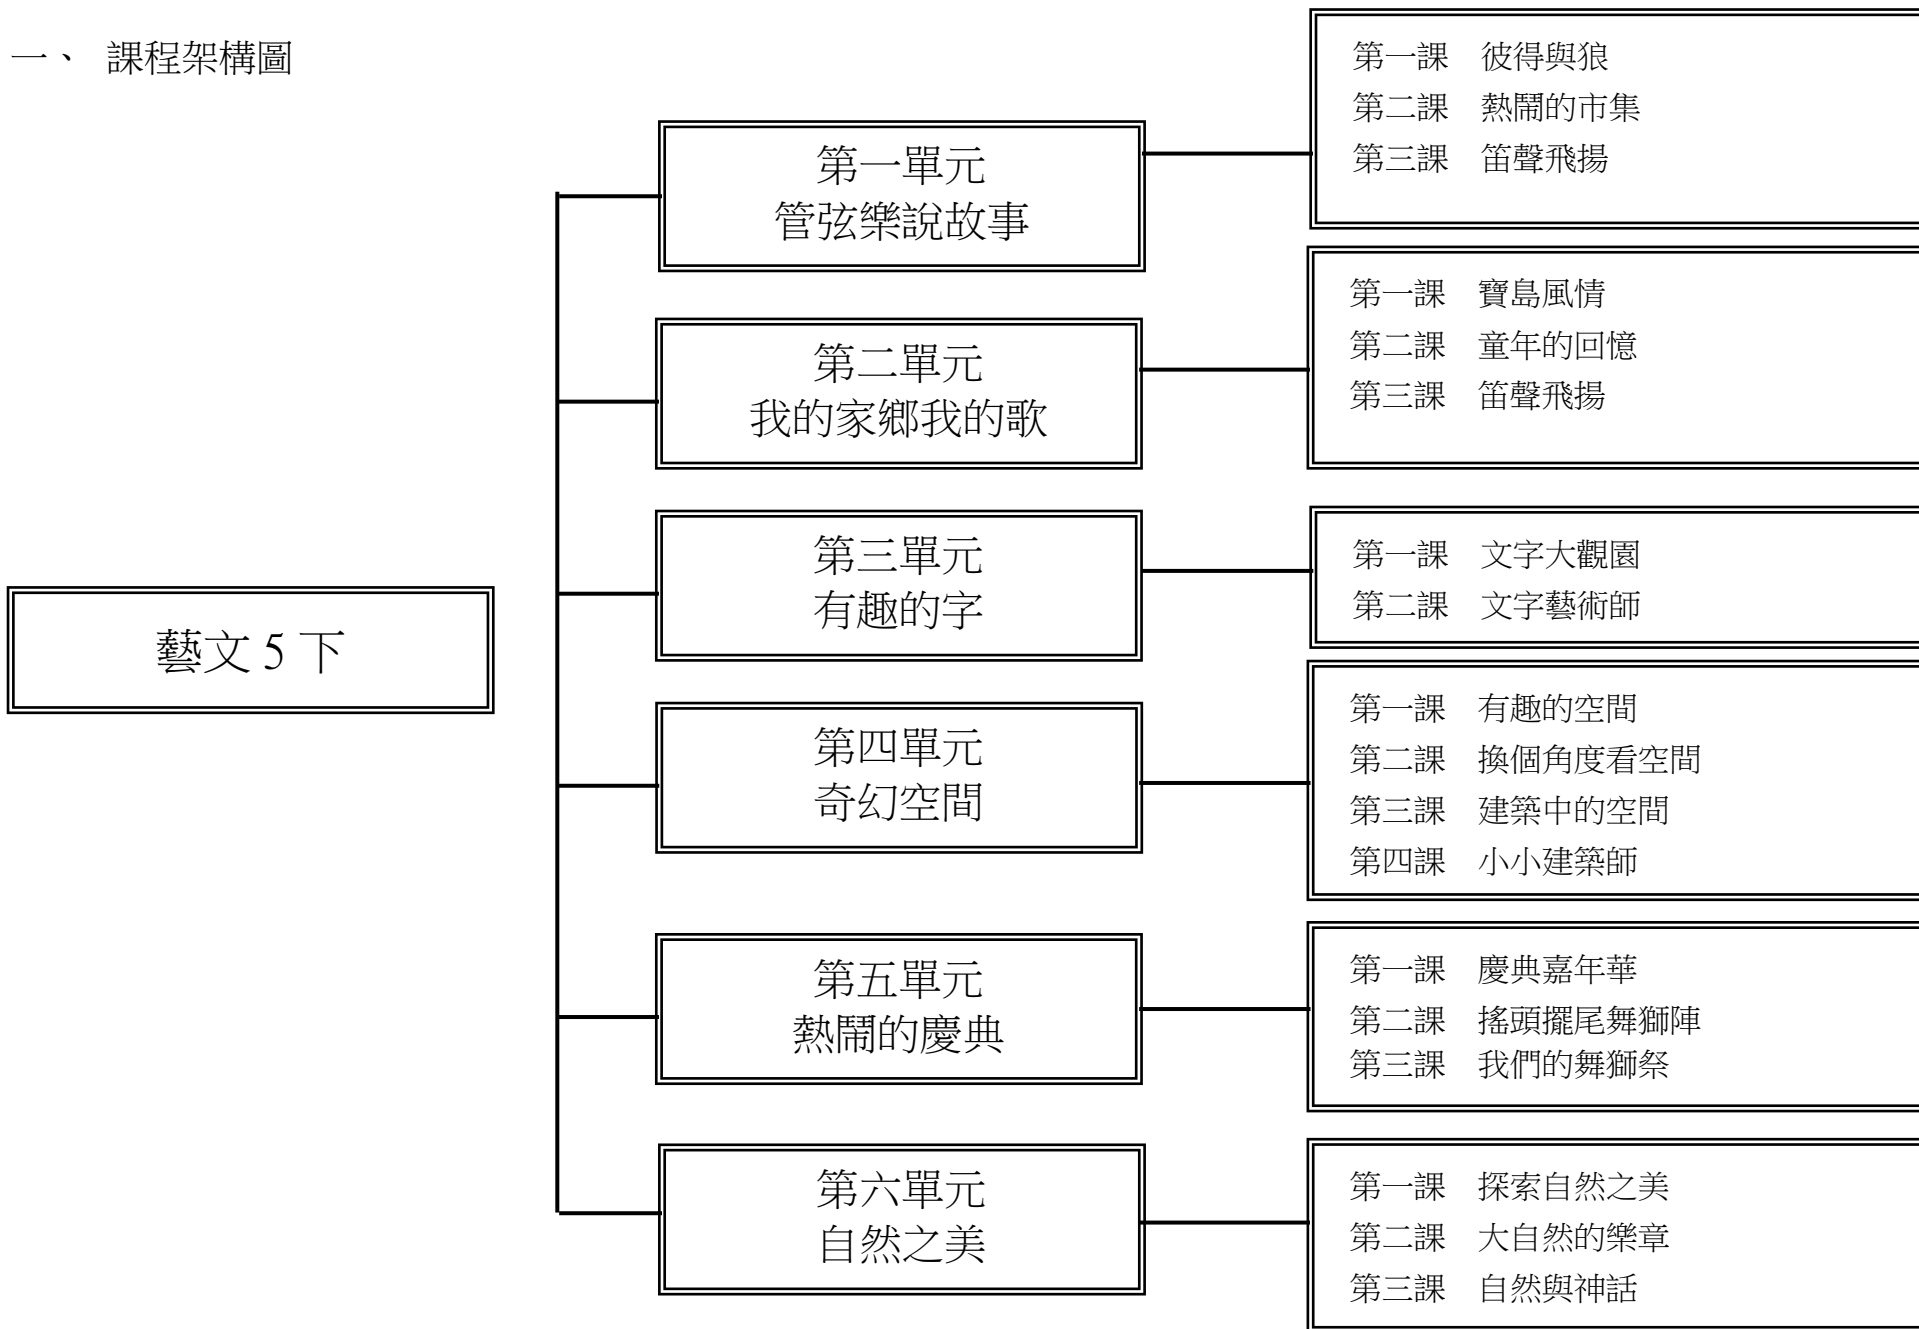 一、 課程架構圖
藝文 5 下
第一單元
管弦樂說故事
第一課 彼得與狼
第二課 熱鬧的市集
第三課 笛聲飛揚
第二單元
我的家鄉我的歌
第一課 寶島風情
第二課 童年的回憶
第三課 笛聲飛揚
第三單元
有趣的字
第一課 文字大觀園
第二課 文字藝術師
第四單元
奇幻空間
第一課 有趣的空間
第二課 換個角度看空間
第三課 建築中的空間
第四課 小小建築師
第五單元
熱鬧的慶典
第一課 慶典嘉年華
第二課 搖頭擺尾舞獅陣
第三課 我們的舞獅祭
第六單元
自然之美
第一課 探索自然之美
第二課 大自然的樂章
第三課 自然與神話